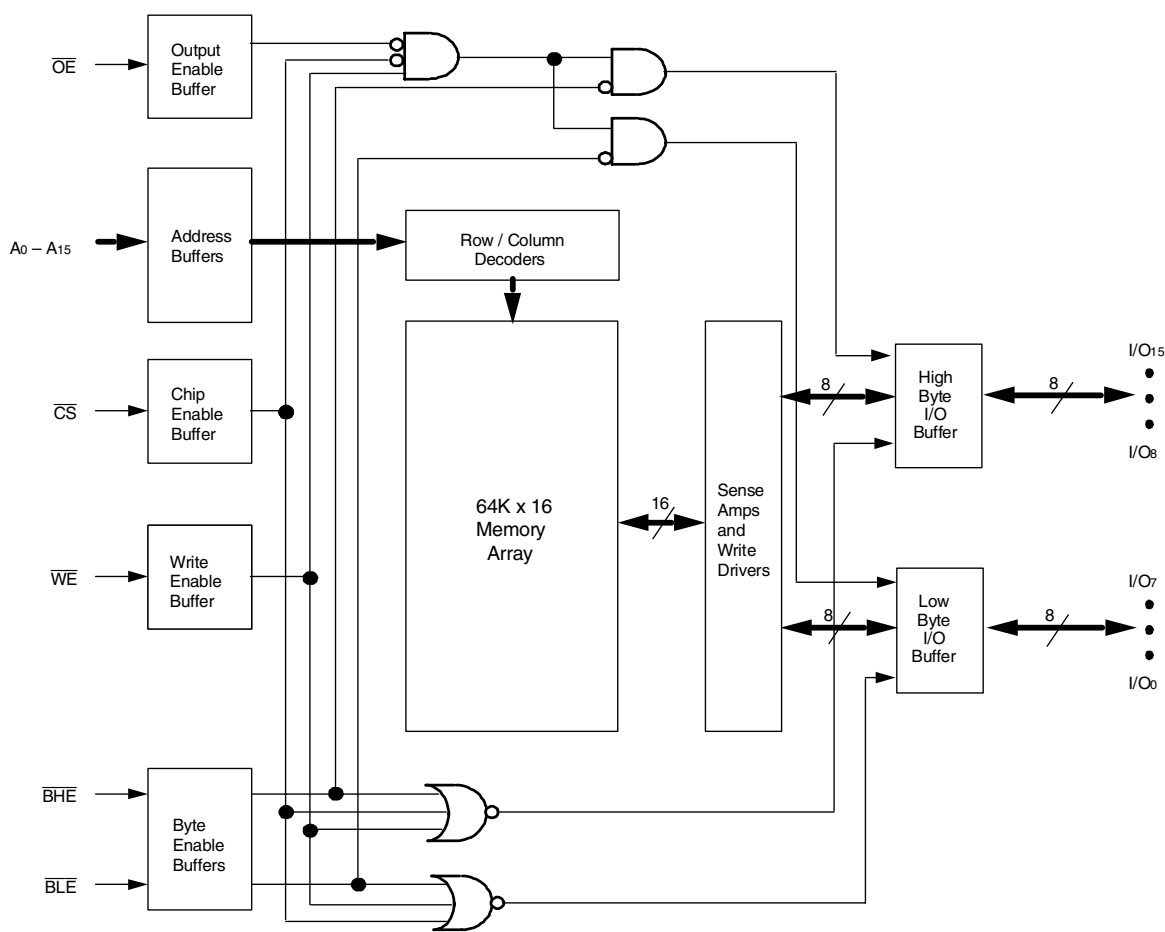 OE
Output
Enable
Buffer
A0 – A15
Address
Buffers
Row / Column
Decoders
CS
Chip
Enable
Buffer
WE
Write
Enable
Buffer
64K x 16
Memory
Array
16
Sense
Amps
and
Write
Drivers
8
High
Byte
I/O
Buffer
8
I/O15
I/O8
8
Low
Byte
I/O
Buffer
8
I/O7
I/O0
BHE
Byte
Enable
Buffers
BLE